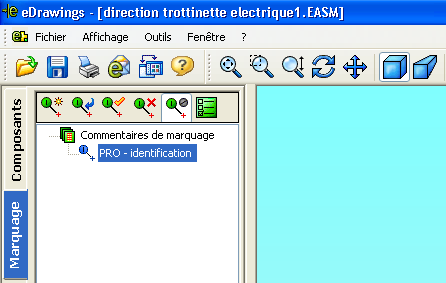 eDrawings - [direction trottinette electrique1.EASM]
Fichier Affichage Outils Fenêtre ?
Composants
Marquage
Commentaires de marquage
PRO - identification